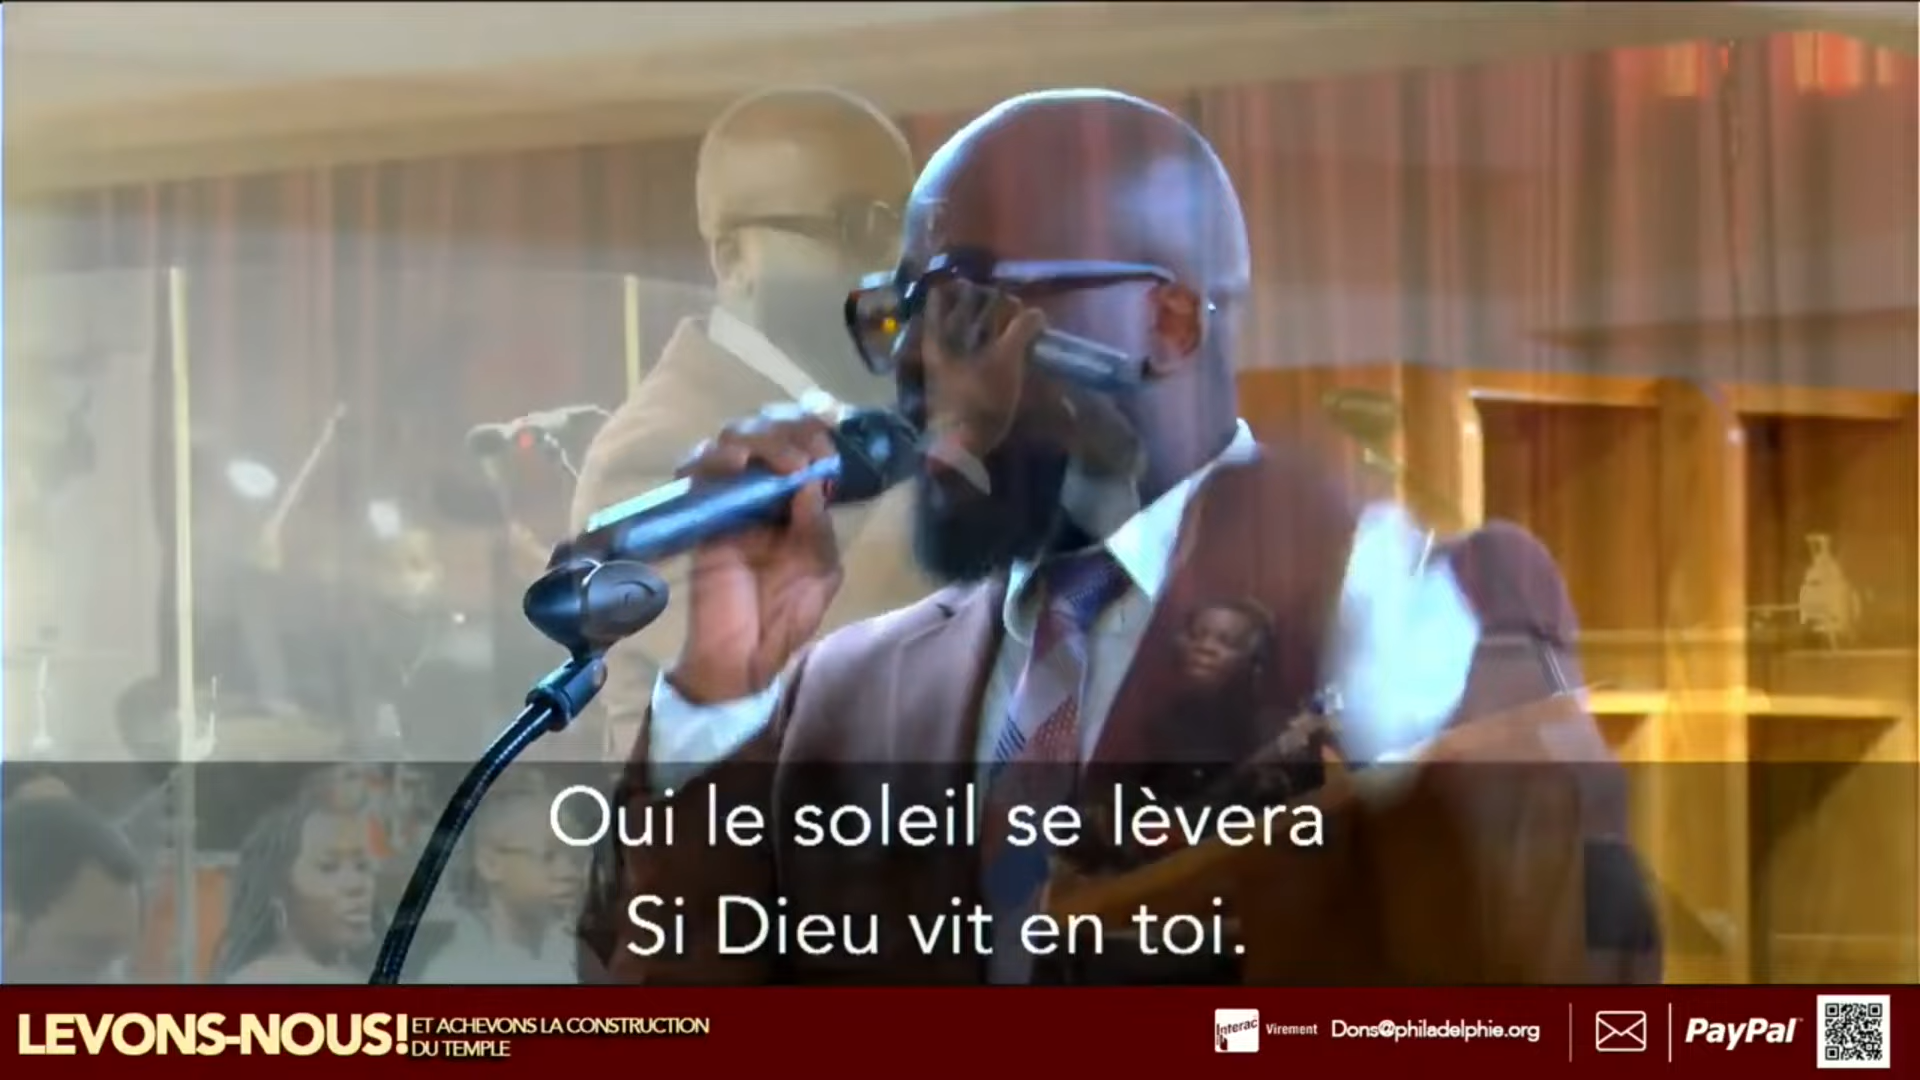 Oui le soleil se lèvera
Si Dieu vit en toi.
LEVONS-NOUS! ET ACHEVONS LA CONSTRUCTION
DU TEMPLE
Interac Virement Dons@philadelphie.org
PayPal